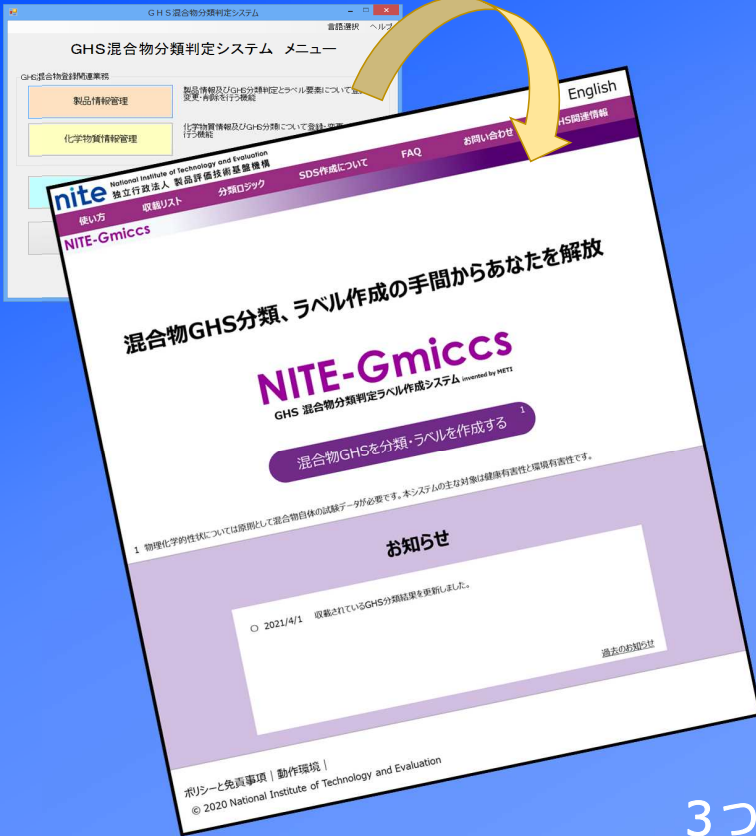 GHS混合物分類判定システム
言語選択 ヘルプ
GHS混合物分類判定システム メニュー
GHS混合物登録関連業務
製品情報管理
製品情報及びGHS分類判定とラベル要素について
変更・削除を行う機能
化学物質情報管理
化学物質情報及びGHS分類について登録・変更
行う機能
English
nite National Institute of Technology and Evaluation
独立行政法人 製品評価技術基盤機構
使い方 収載リスト 分類ロジック SDS作成について FAQ お問い合わせ HS関連情報
NITE-Gmiccs
混合物GHS分類、ラベル作成の手間からあなたを解放
NITE-Gmiccs
GHS 混合物分類判定ラベル作成システム invented by METI
混合物GHSを分類・ラベルを作成する 1
1 物理化学的性状については原則として混合物自体の試験データが必要です。本システムの主な対象は健康有害性と環境有害性です。
お知らせ
○ 2021/4/1 収載されているGHS分類結果を更新しました。
過去のお知らせ
ポリシーと免責事項 | 動作環境 |
© 2020 National Institute of Technology and Evaluation
3つ